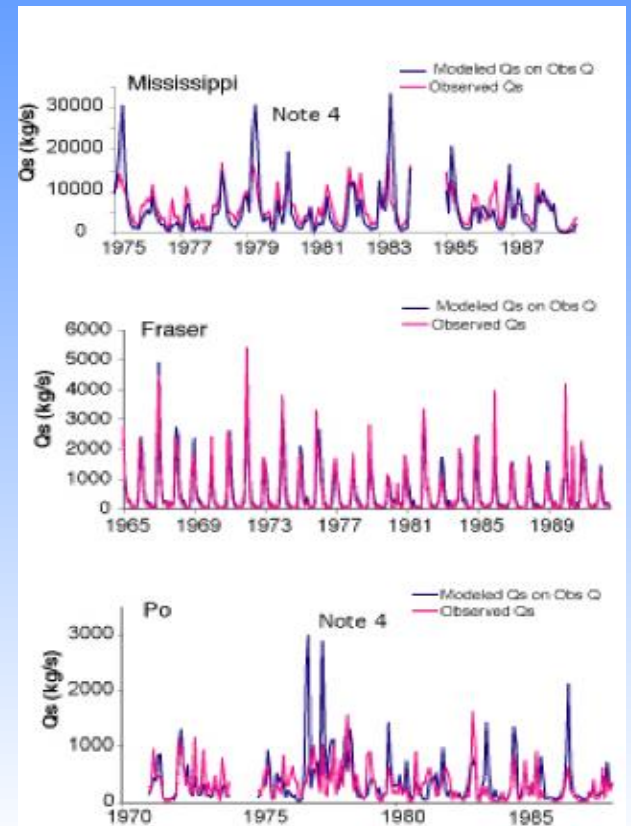 Mississippi
Modeled Qs on Obs Q
Observed Qs
Note 4
Qs (kg/s)
30000
20000
10000
0
1975 1977 1979 1981 1983 1985 1987
Fraser
Modeled Qs on Obs Q
Observed Qs
Qs (kg/s)
6000
5000
4000
3000
2000
1000
0
1965 1969 1973 1977 1981 1985 1989
Po
Modeled Qs on Obs Q
Observed Qs
Note 4
Qs (kg/s)
3000
2000
1000
0
1970 1975 1980 1985